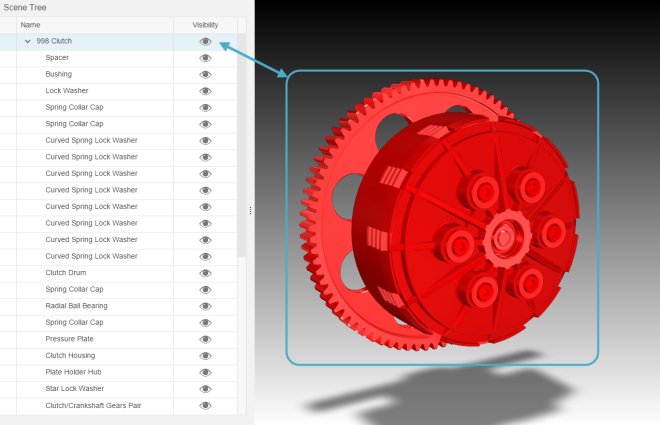 Scene Tree
Name Visibility
998 Clutch
Spacer
Bushing
Lock Washer
Spring Collar Cap
Spring Collar Cap
Curved Spring Lock Washer
Curved Spring Lock Washer
Curved Spring Lock Washer
Curved Spring Lock Washer
Curved Spring Lock Washer
Curved Spring Lock Washer
Curved Spring Lock Washer
Curved Spring Lock Washer
Clutch Drum
Spring Collar Cap
Radial Ball Bearing
Spring Collar Cap
Pressure Plate
Clutch Housing
Plate Holder Hub
Star Lock Washer
Clutch/Crankshaft Gears Pair